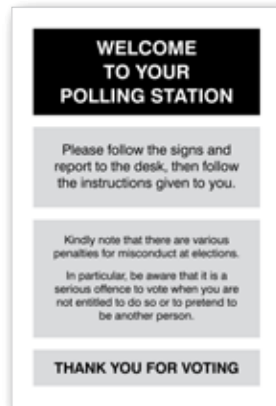 WELCOME
TO YOUR
POLLING STATION
Please follow the signs and
report to the desk, then follow
the instructions given to you.
Kindly note that there are various
penalties for misconduct at elections.
In particular, be aware that it is a
serious offence to vote when you are
not entitled to do so or to pretend to
be another person.
THANK YOU FOR VOTING